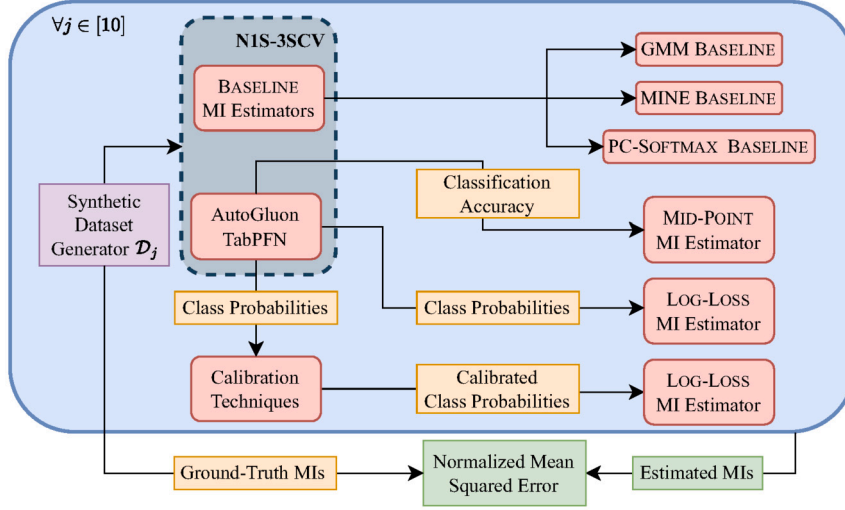 ∀j ∈ [10]
N1S-3SCV
BASELINE
MI Estimators
GMM BASELINE
MINE BASELINE
PC-SOFTMAX BASELINE
Synthetic
Dataset
Generator 𝓓ⱼ
AutoGluon
TabPFN
Classification
Accuracy
MID-POINT
MI Estimator
Class Probabilities
Class Probabilities
LOG-LOSS
MI Estimator
Calibration
Techniques
Calibrated
Class Probabilities
LOG-LOSS
MI Estimator
Ground-Truth MIs
Normalized Mean
Squared Error
Estimated MIs